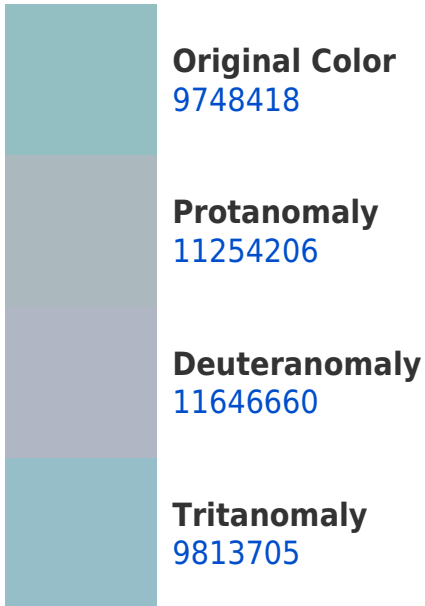 Original Color
9748418
Protanomaly
11254206
Deuteranomaly
11646660
Tritanomaly
9813705